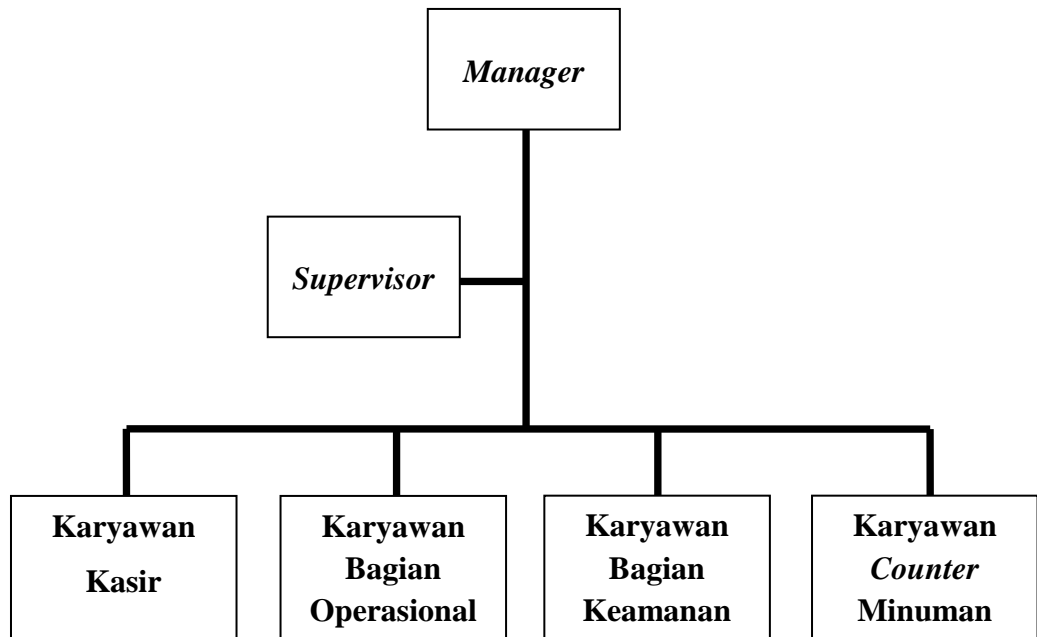 Manager
Supervisor
Karyawan
Kasir
Karyawan
Bagian
Operasional
Karyawan
Bagian
Keamanan
Karyawan
Counter
Minuman